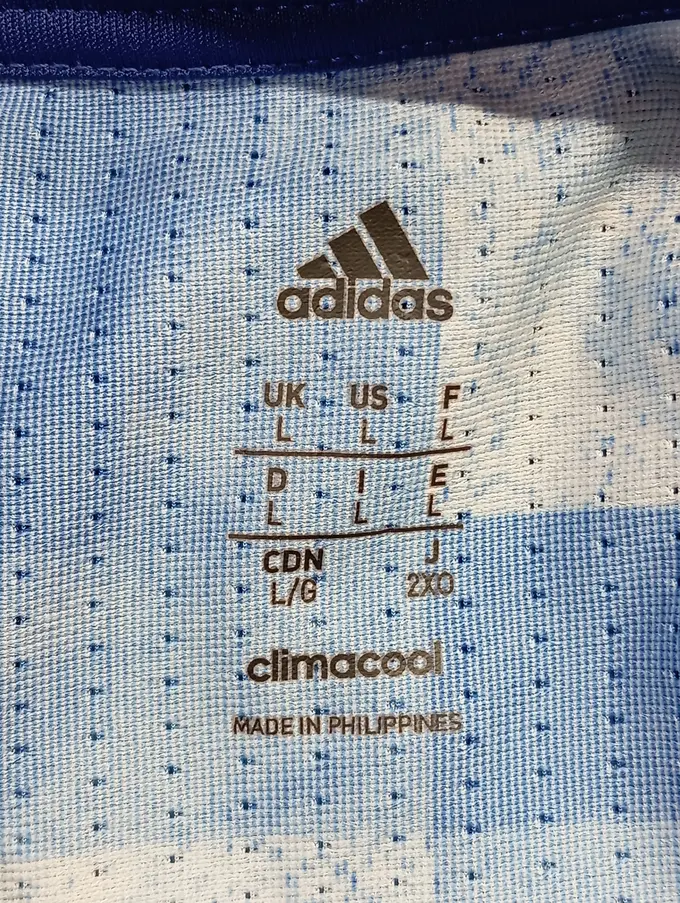 adidas
UK US F
L L L
D I E
L L L
CDN J
L/G 2XO
climacool
MADE IN PHILIPPINES